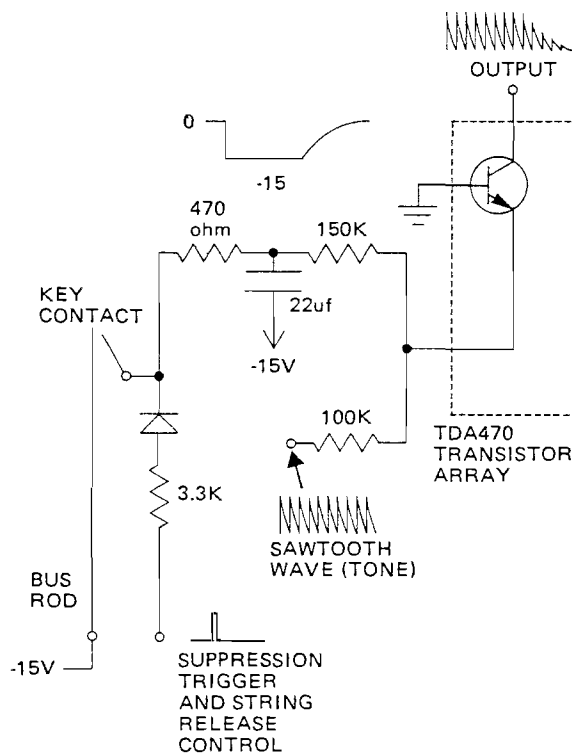 OUTPUT
0
-15
470
ohm
150K
KEY
CONTACT
22uf
-15V
100K
TDA470
TRANSISTOR
ARRAY
3.3K
SAWTOOTH
WAVE (TONE)
BUS
ROD
-15V
SUPPRESSION
TRIGGER
AND STRING
RELEASE
CONTROL